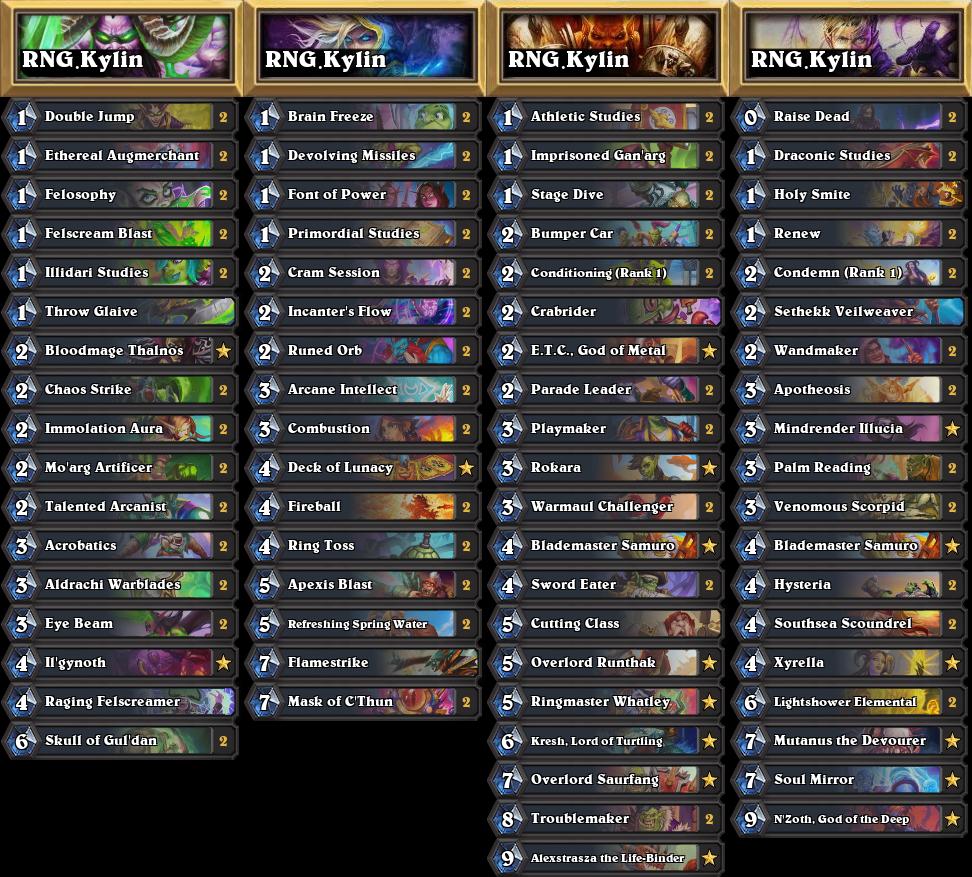 RNG.Kylin
1 Double Jump 2
1 Ethereal Augmerchant 2
1 Felosophy 2
1 Felscream Blast 2
1 Illidari Studies 2
1 Throw Glaive
2 Bloodmage Thalnos
2 Chaos Strike 2
2 Immolation Aura 2
2 Mo'arg Artificer 2
2 Talented Arcanist 2
3 Acrobatics 2
3 Aldrachi Warblades 2
3 Eye Beam 2
4 Il'gynoth
4 Raging Felscreamer
6 Skull of Gul'dan 2
RNG.Kylin
1 Brain Freeze 2
1 Devolving Missiles 2
1 Font of Power 2
1 Primordial Studies 2
2 Cram Session 2
2 Incanter's Flow 2
2 Runed Orb 2
3 Arcane Intellect 2
3 Combustion 2
4 Deck of Lunacy
4 Fireball 2
4 Ring Toss 2
5 Apexis Blast 2
5 Refreshing Spring Water 2
7 Flamestrike
7 Mask of C'Thun 2
RNG.Kylin
1 Athletic Studies 2
1 Imprisoned Gan'arg 2
1 Stage Dive 2
2 Bumper Car 2
2 Conditioning (Rank 1) 2
2 Crabrider
2 E.T.C., God of Metal
2 Parade Leader 2
3 Playmaker 2
3 Rokara
3 Warmaul Challenger 2
4 Blademaster Samuro
4 Sword Eater 2
5 Cutting Class
5 Overlord Runthak
5 Ringmaster Whatley
6 Kresh, Lord of Turtling
7 Overlord Saurfang
8 Troublemaker 2
9 Alexstrasza the Life-Binder
RNG.Kylin
0 Raise Dead 2
1 Draconic Studies 2
1 Holy Smite 2
1 Renew 2
2 Condemn (Rank 1) 2
2 Sethekk Veilweaver 2
2 Wandmaker 2
3 Apotheosis 2
3 Mindrender Illucia
3 Palm Reading 2
3 Venomous Scorpid 2
4 Blademaster Samuro
4 Hysteria 2
4 Southsea Scoundrel 2
4 Xyrella
6 Lightshower Elemental 2
7 Mutanus the Devourer
7 Soul Mirror
9 N'Zoth, God of the Deep